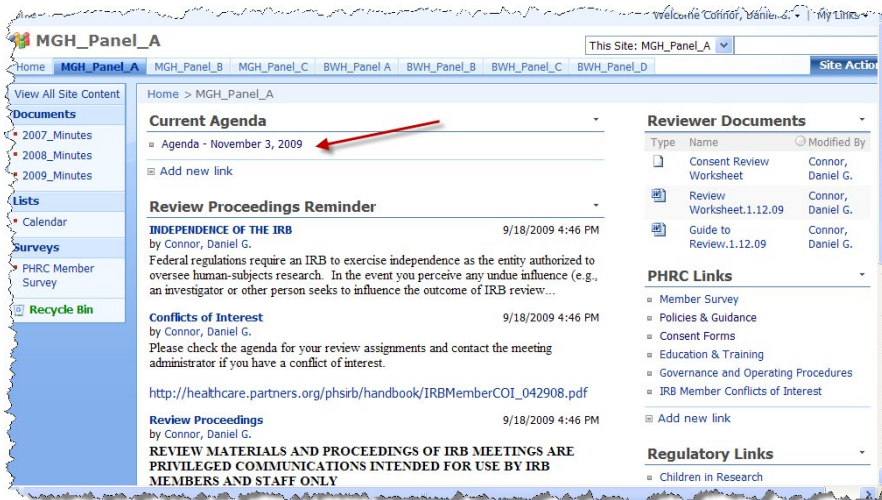 Welcome Connor, Daniel G. | My Links
MGH_Panel_A
This Site: MGH_Panel_A
Home MGH_Panel_A MGH_Panel_B MGH_Panel_C BWH_Panel A BWH_Panel_B BWH_Panel_C BWH_Panel_D Site Action
View All Site Content
Documents
2007_Minutes
2008_Minutes
2009_Minutes
Lists
Calendar
Surveys
PHRC Member
Survey
Recycle Bin
Home > MGH_Panel_A
Current Agenda
Agenda - November 3, 2009
Add new link
Review Proceedings Reminder
INDEPENDENCE OF THE IRB 9/18/2009 4:46 PM
by Connor, Daniel G.
Federal regulations require an IRB to exercise independence as the entity authorized to
oversee human-subjects research. In the event you perceive any undue influence (e.g.,
an investigator or other person seeks to influence the outcome of IRB review...
Conflicts of Interest 9/18/2009 4:46 PM
by Connor, Daniel G.
Please check the agenda for your review assignments and contact the meeting
administrator if you have a conflict of interest.
http://healthcare.partners.org/phsirb/handbook/IRBMemberCOI_042908.pdf
Review Proceedings 9/18/2009 4:46 PM
by Connor, Daniel G.
REVIEW MATERIALS AND PROCEEDINGS OF IRB MEETINGS ARE
PRIVILEGED COMMUNICATIONS INTENDED FOR USE BY IRB
MEMBERS AND STAFF ONLY
Reviewer Documents
Type Name Modified By
Consent Review Connor,
Worksheet Daniel G.
Review Connor,
Worksheet.1.12.09 Daniel G.
Guide to Connor,
Review.1.12.09 Daniel G.
PHRC Links
Member Survey
Policies & Guidance
Consent Forms
Education & Training
Governance and Operating Procedures
IRB Member Conflicts of Interest
Add new link
Regulatory Links
Children in Research